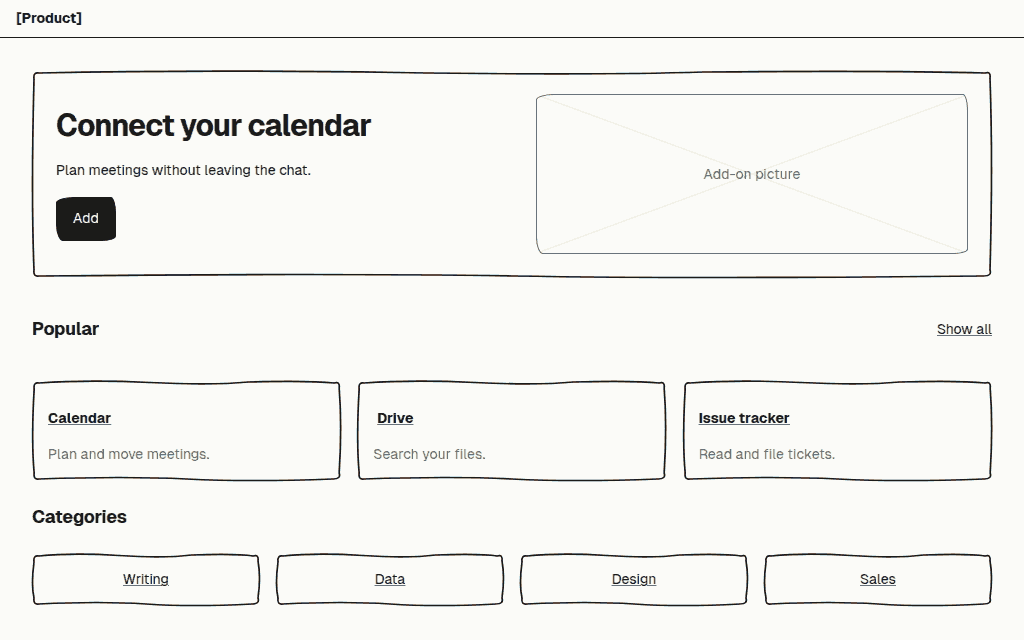 [Product]
Connect your calendar
Plan meetings without leaving the chat.
Add
Add-on picture
Popular
Show all
Calendar
Plan and move meetings.
Drive
Search your files.
Issue tracker
Read and file tickets.
Categories
Writing
Data
Design
Sales